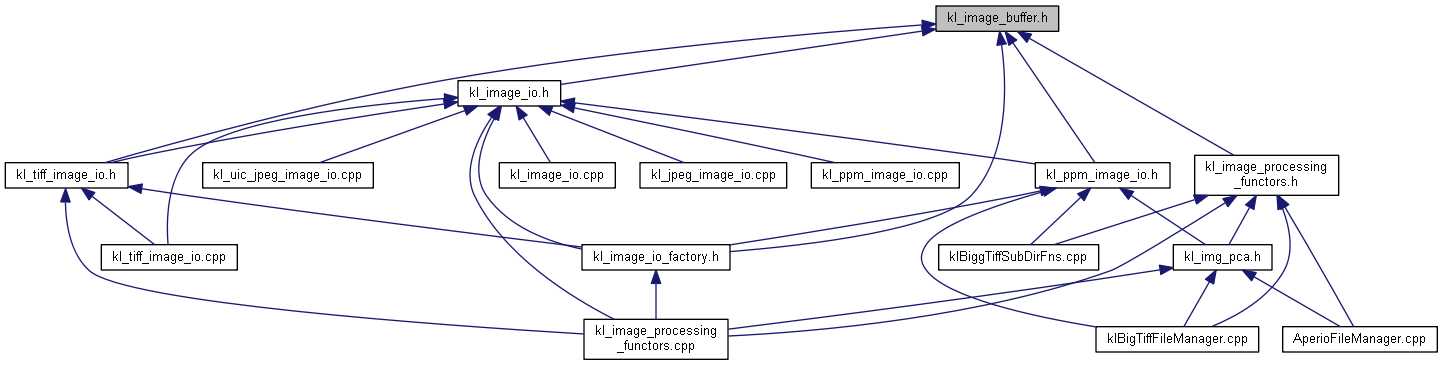 kl_image_buffer.h
kl_image_io.h
kl_tiff_image_io.h
kl_uic_jpeg_image_io.cpp
kl_image_io.cpp
kl_jpeg_image_io.cpp
kl_ppm_image_io.cpp
kl_ppm_image_io.h
kl_image_processing
_functors.h
kl_tiff_image_io.cpp
kl_image_io_factory.h
klBiggTiffSubDirFns.cpp
kl_img_pca.h
kl_image_processing
_functors.cpp
klBigTiffFileManager.cpp
AperioFileManager.cpp